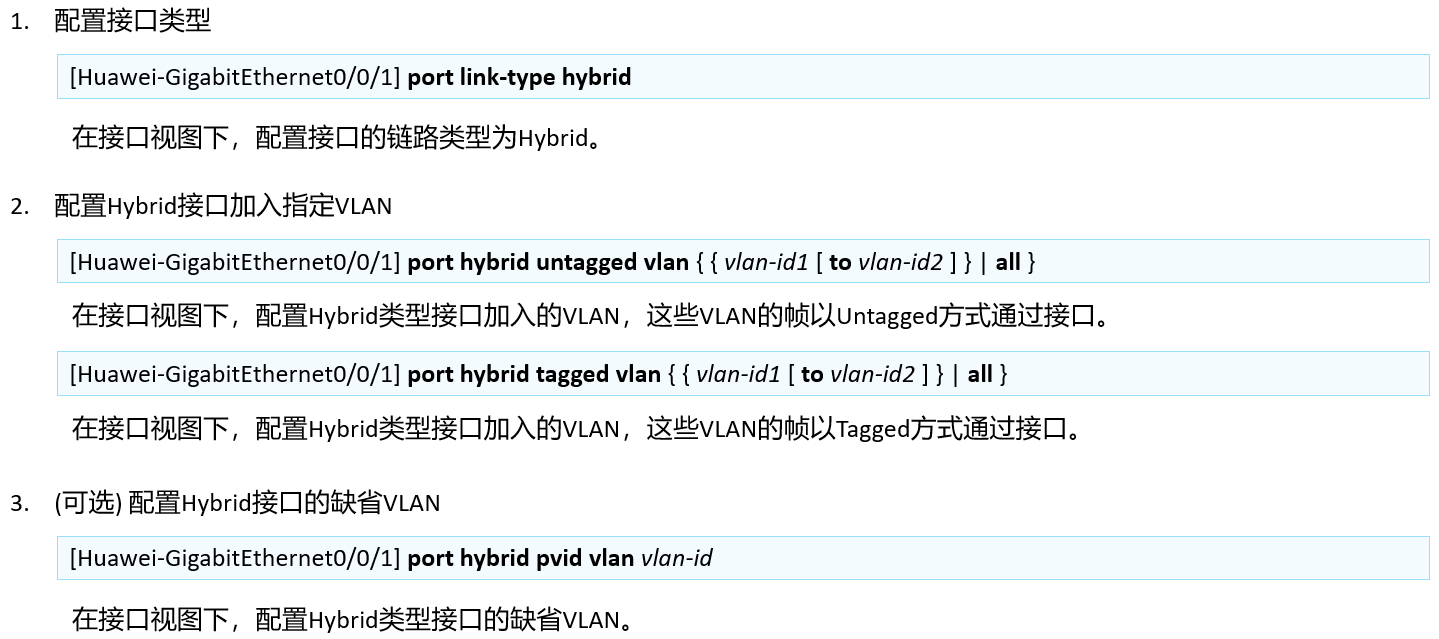 1. 配置接口类型
[Huawei-GigabitEthernet0/0/1] port link-type hybrid
在接口视图下，配置接口的链路类型为Hybrid。
2. 配置Hybrid接口加入指定VLAN
[Huawei-GigabitEthernet0/0/1] port hybrid untagged vlan { { vlan-id1 [ to vlan-id2 ] } | all }
在接口视图下，配置Hybrid类型接口加入的VLAN，这些VLAN的帧以Untagged方式通过接口。
[Huawei-GigabitEthernet0/0/1] port hybrid tagged vlan { { vlan-id1 [ to vlan-id2 ] } | all }
在接口视图下，配置Hybrid类型接口加入的VLAN，这些VLAN的帧以Tagged方式通过接口。
3. (可选) 配置Hybrid接口的缺省VLAN
[Huawei-GigabitEthernet0/0/1] port hybrid pvid vlan vlan-id
在接口视图下，配置Hybrid类型接口的缺省VLAN。